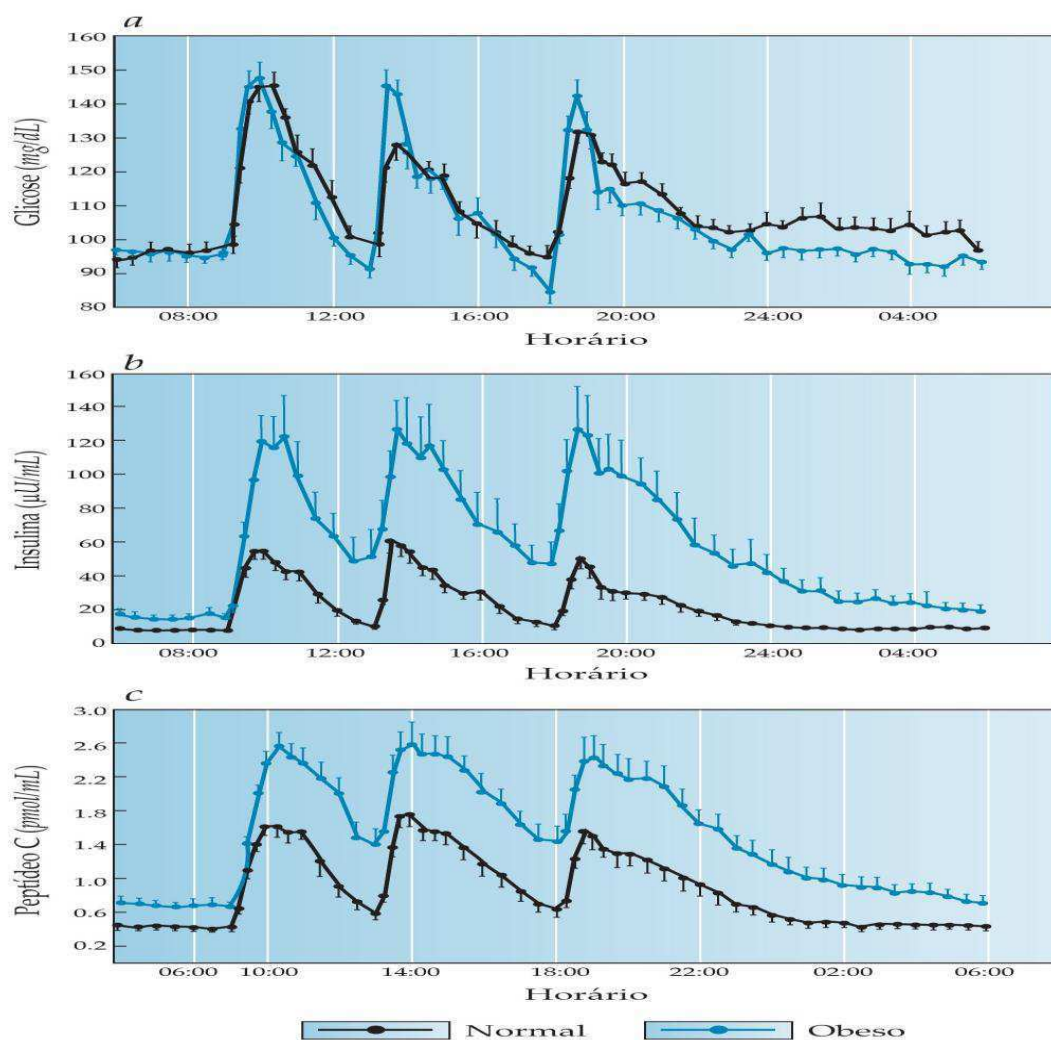 a
160
150
140
130
120
110
100
90
80
Glicose (mg/dL)
08:00 12:00 16:00 20:00 24:00 04:00
Horário
b
160
140
120
100
80
60
40
20
0
Insulina (µU/mL)
08:00 12:00 16:00 20:00 24:00 04:00
Horário
c
3.0
2.6
2.2
1.8
1.4
1.0
0.6
0.2
Peptídeo C (pmol/mL)
06:00 10:00 14:00 18:00 22:00 02:00 06:00
Horário
Normal Obeso